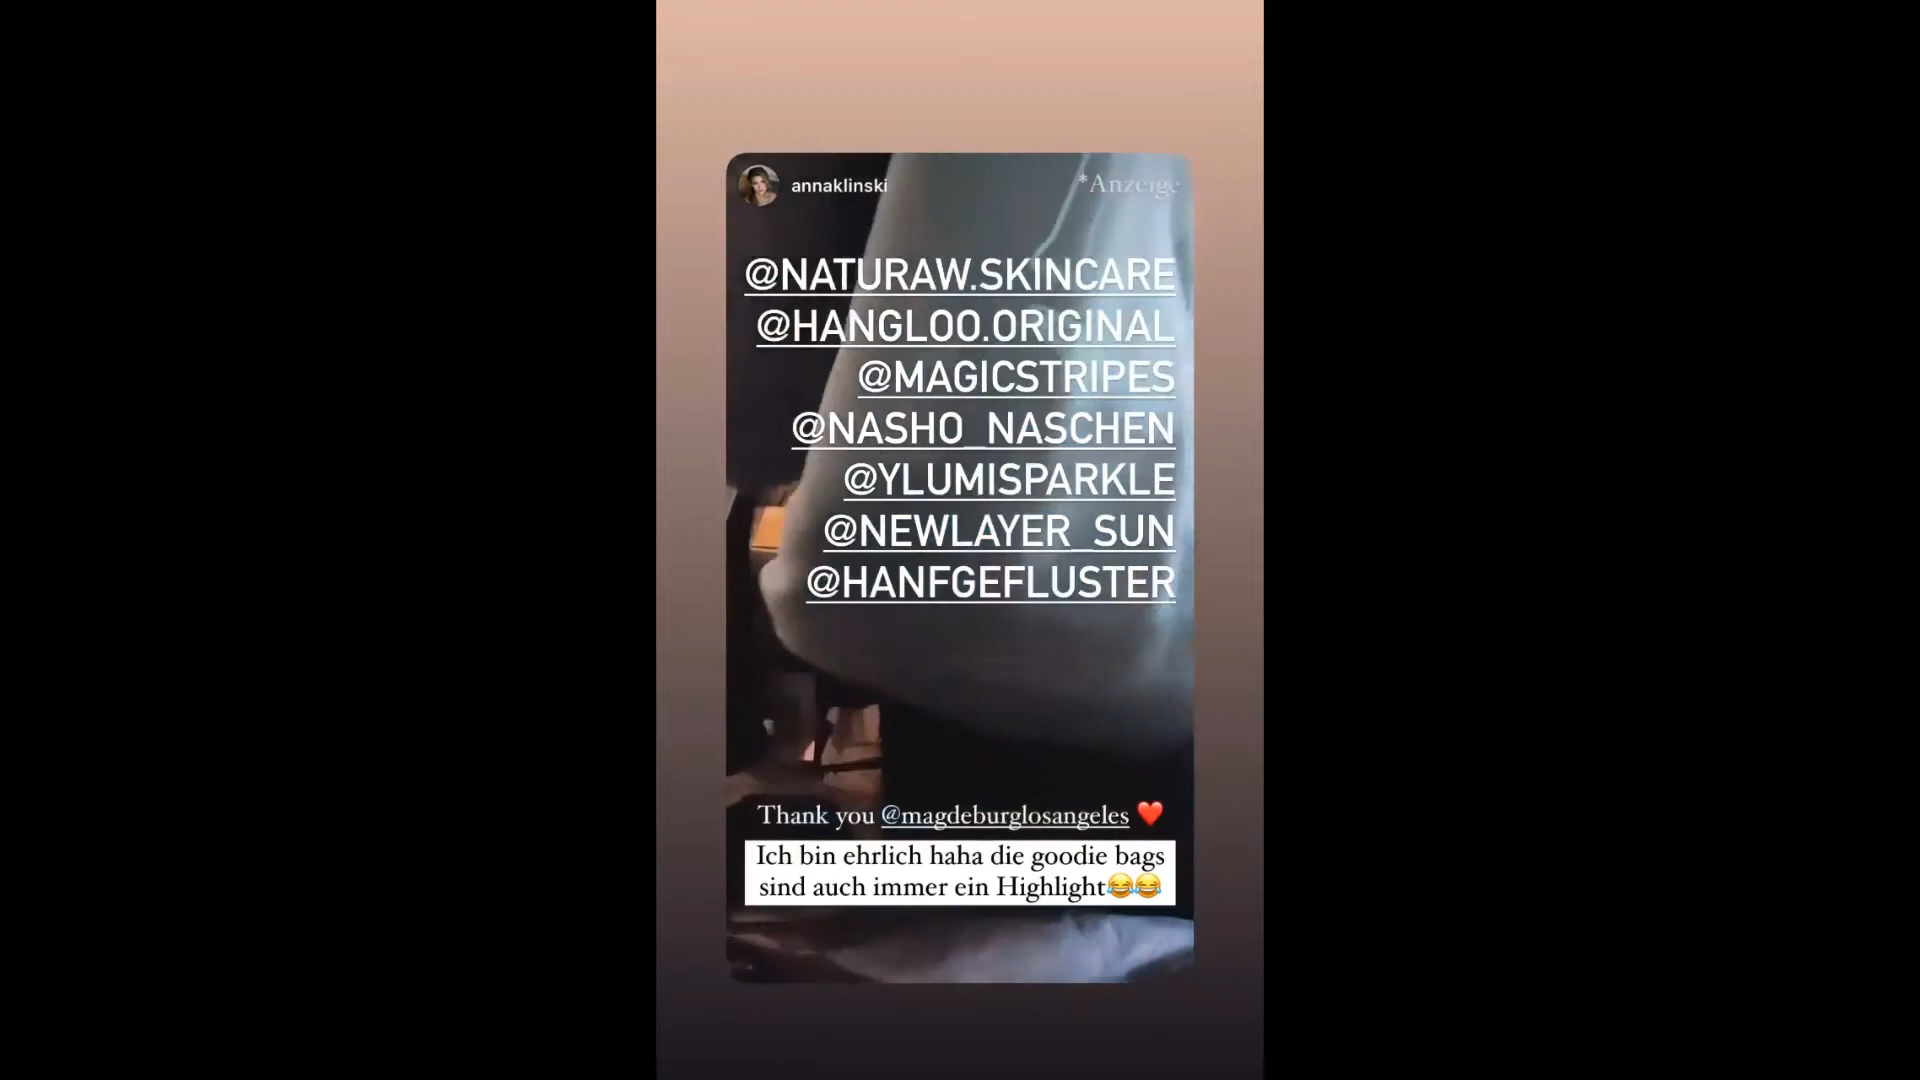 annaklinski
*Anzeige
@NATURAW.SKINCARE
@HANGLOO.ORIGINAL
@MAGICSTRIPES
@NASHO_NASCHEN
@YLUMISPARKLE
@NEWLAYER_SUN
@HANFGEFLUSTER
Thank you @magdeburglosangeles ❤️
Ich bin ehrlich haha die goodie bags
sind auch immer ein Highlight😂😂